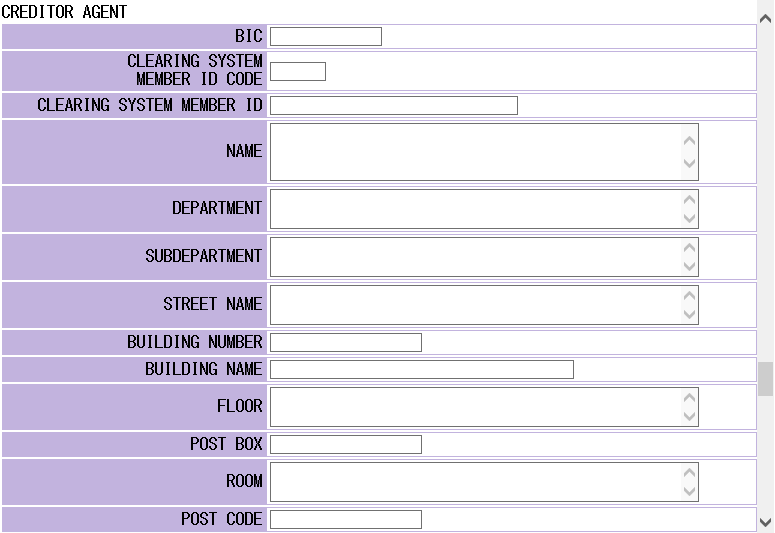 CREDITOR AGENT
BIC
CLEARING SYSTEM
MEMBER ID CODE
CLEARING SYSTEM MEMBER ID
NAME
DEPARTMENT
SUBDEPARTMENT
STREET NAME
BUILDING NUMBER
BUILDING NAME
FLOOR
POST BOX
ROOM
POST CODE